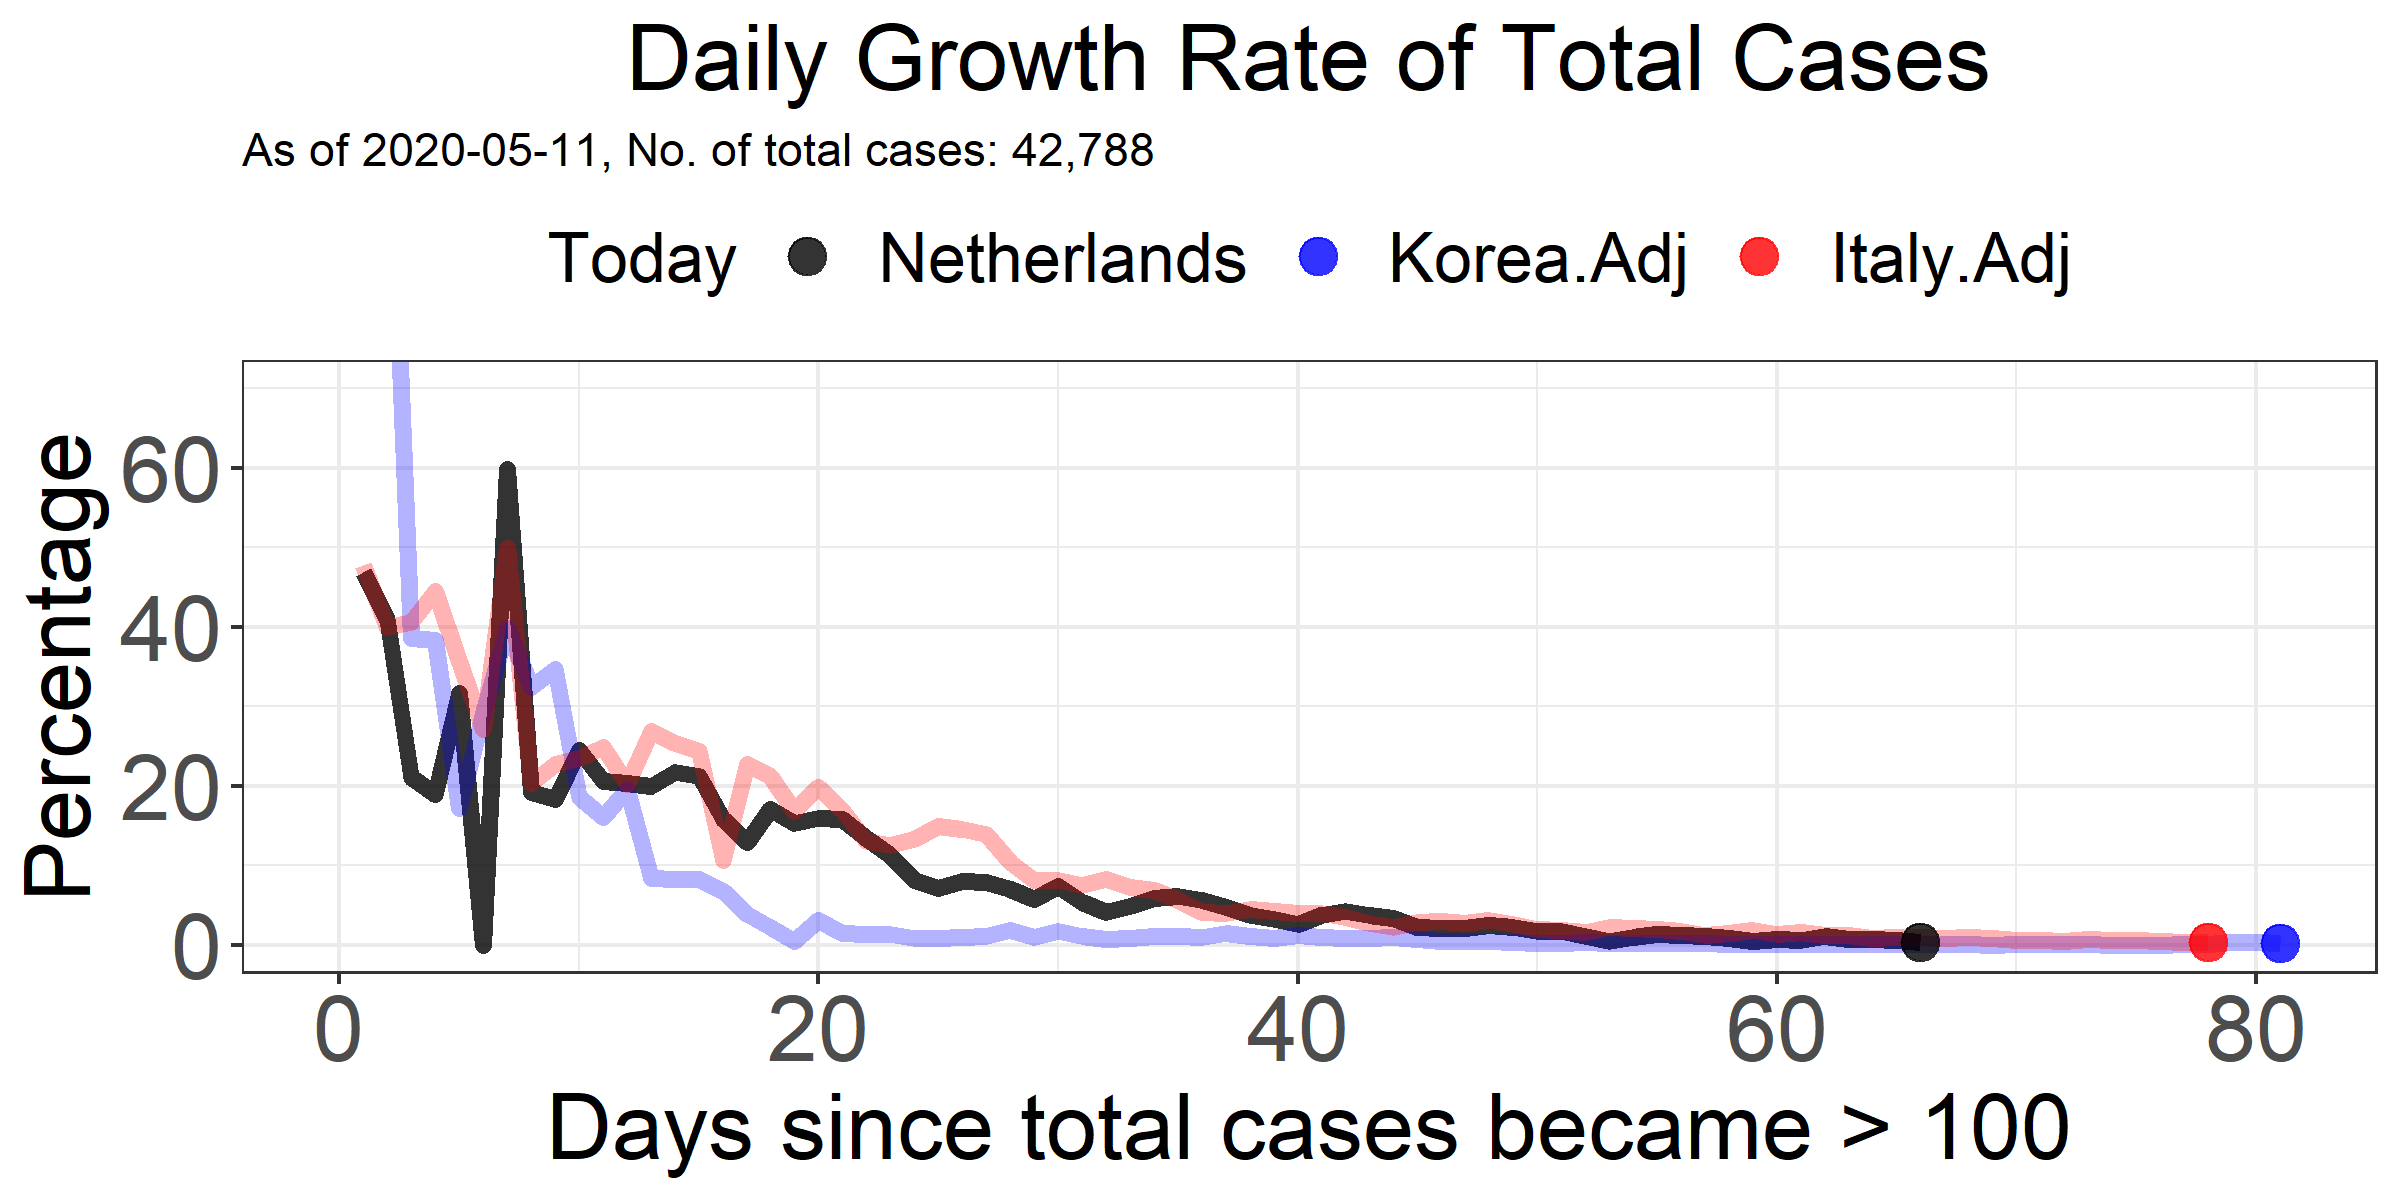 Daily Growth Rate of Total Cases
As of 2020-05-11, No. of total cases: 42,788
Today Netherlands Korea.Adj Italy.Adj
Percentage
60
40
20
0
0 20 40 60 80
Days since total cases became > 100